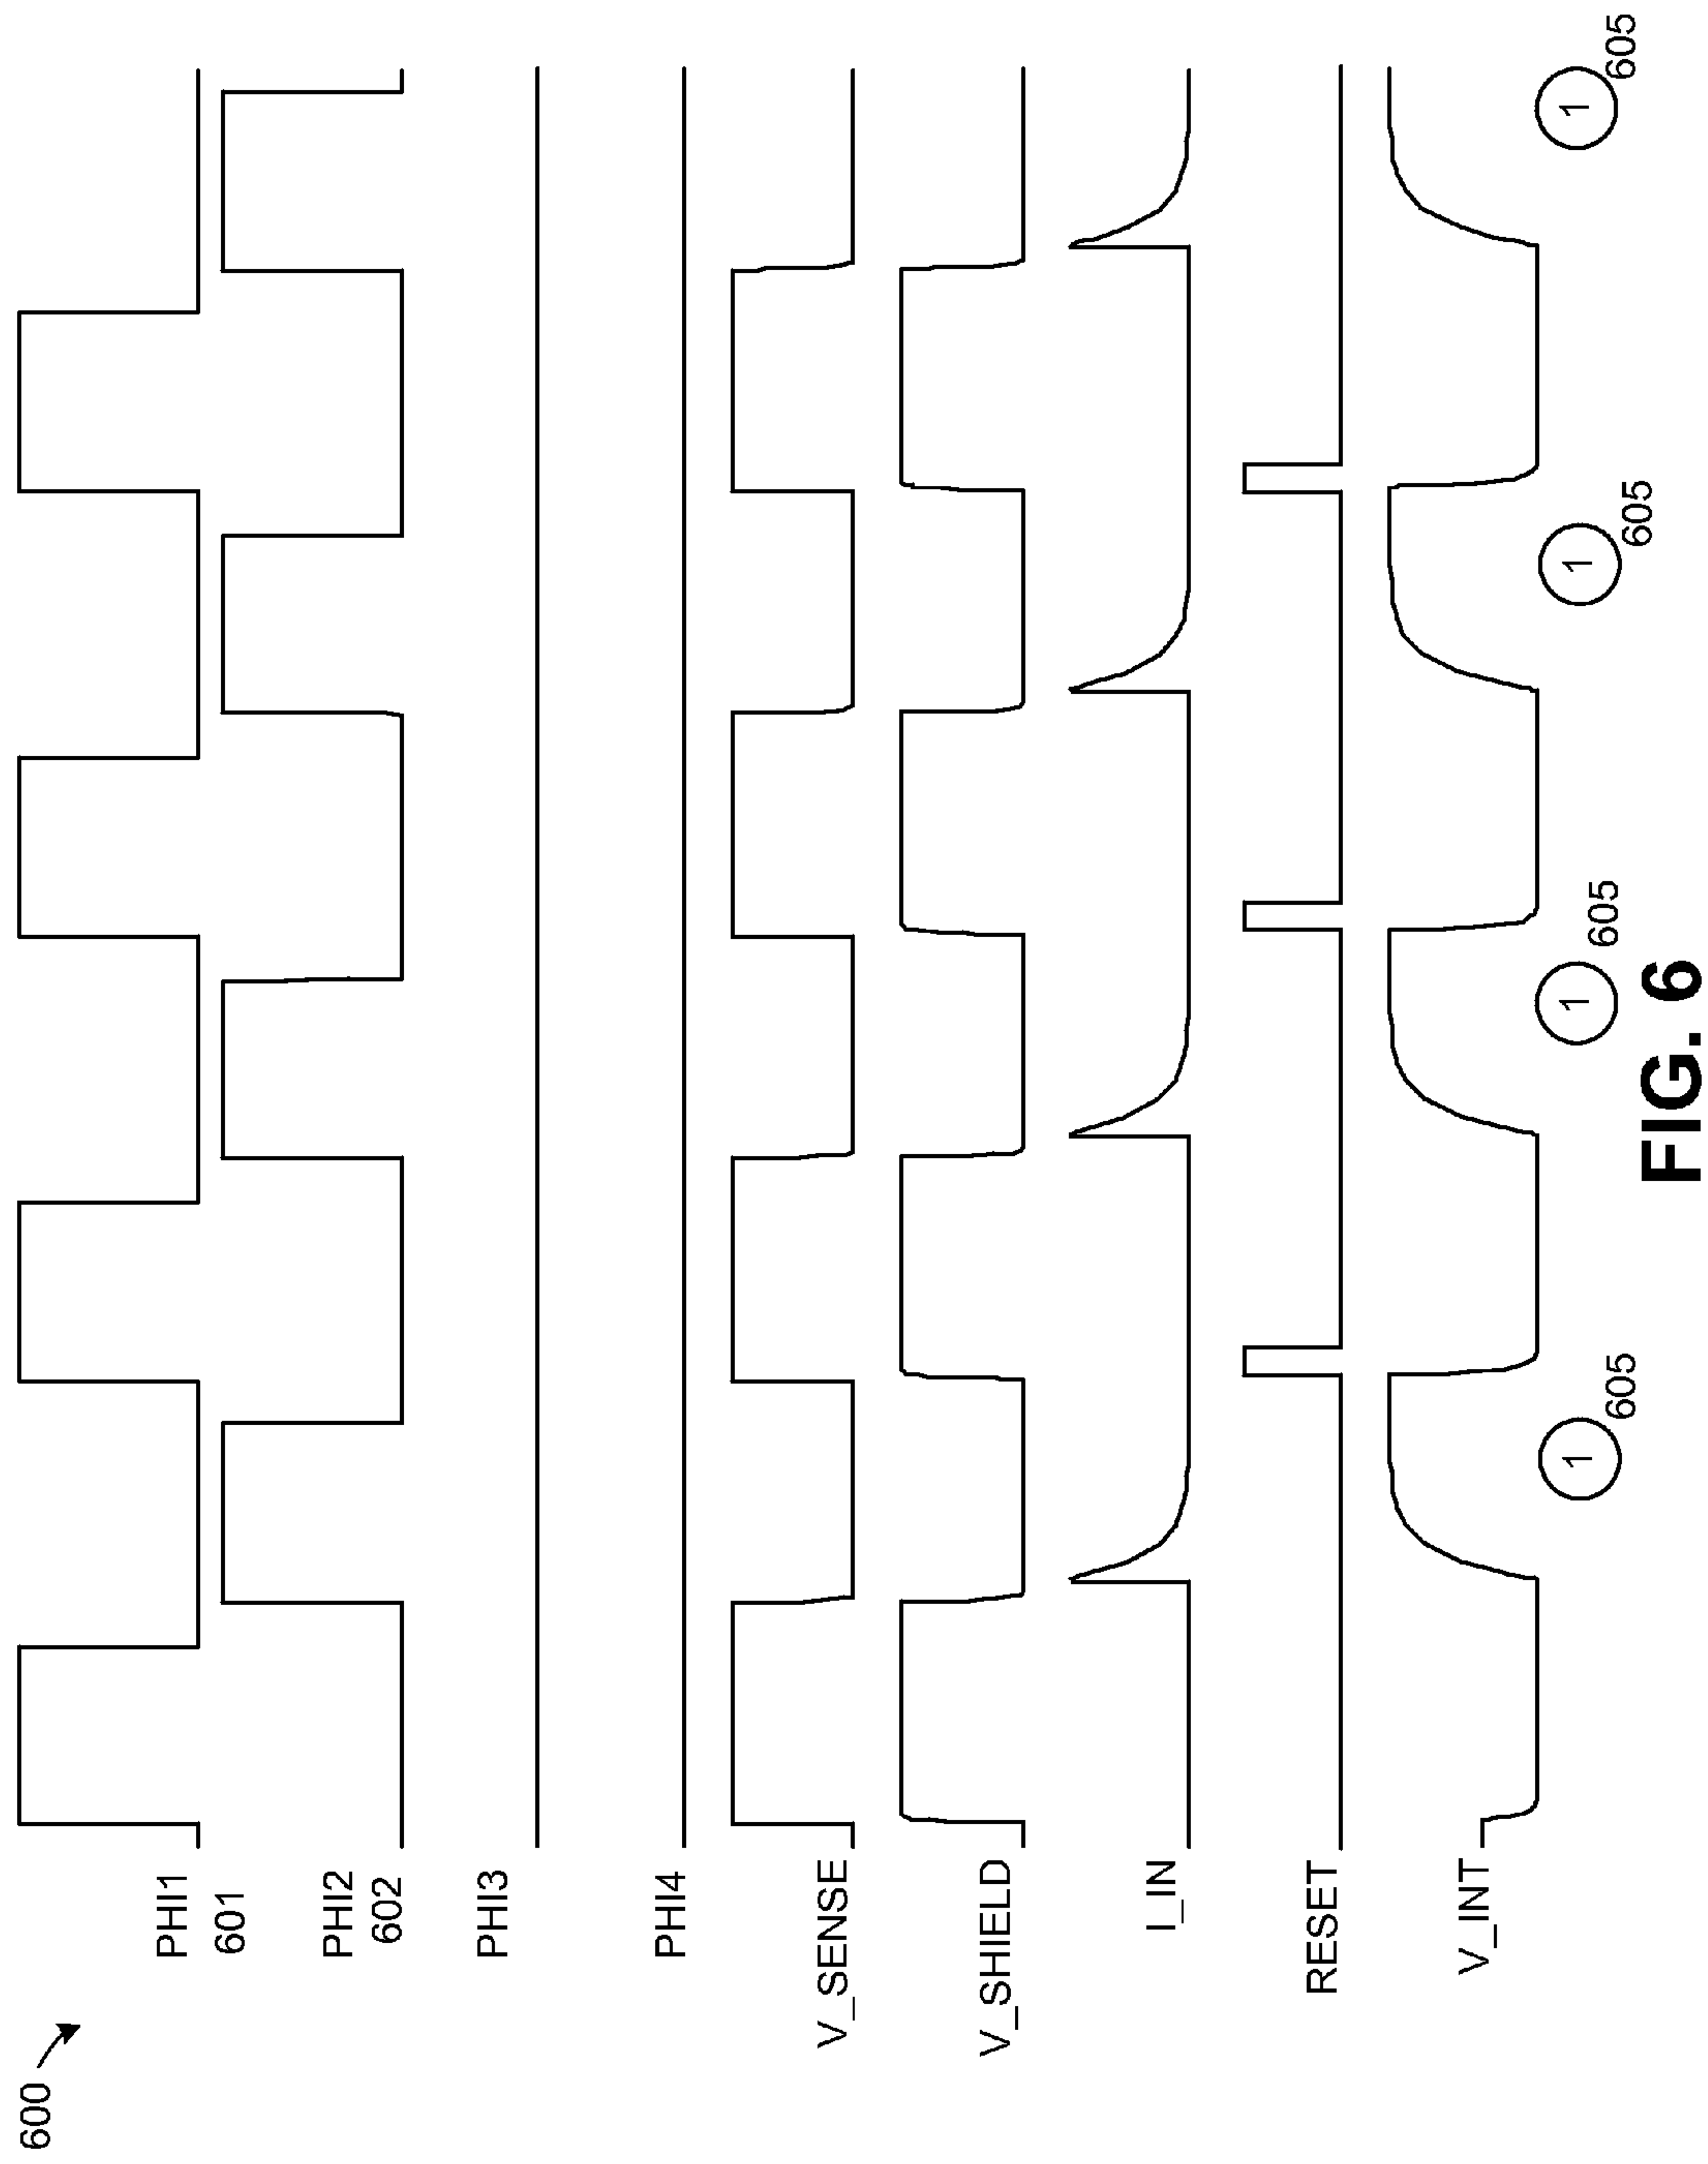 600
PHI1
601
PHI2
602
PHI3
PHI4
V_SENSE
V_SHIELD
I_IN
RESET
V_INT
1
605
1
605
1
605
1
605
FIG. 6